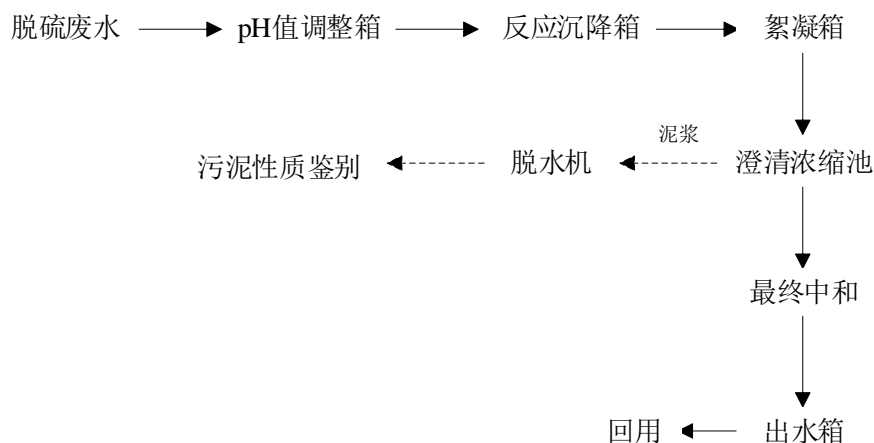 脱硫废水
pH值调整箱
反应沉降箱
絮凝箱
泥浆
污泥性质鉴别
脱水机
澄清浓缩池
最终中和
回用
出水箱